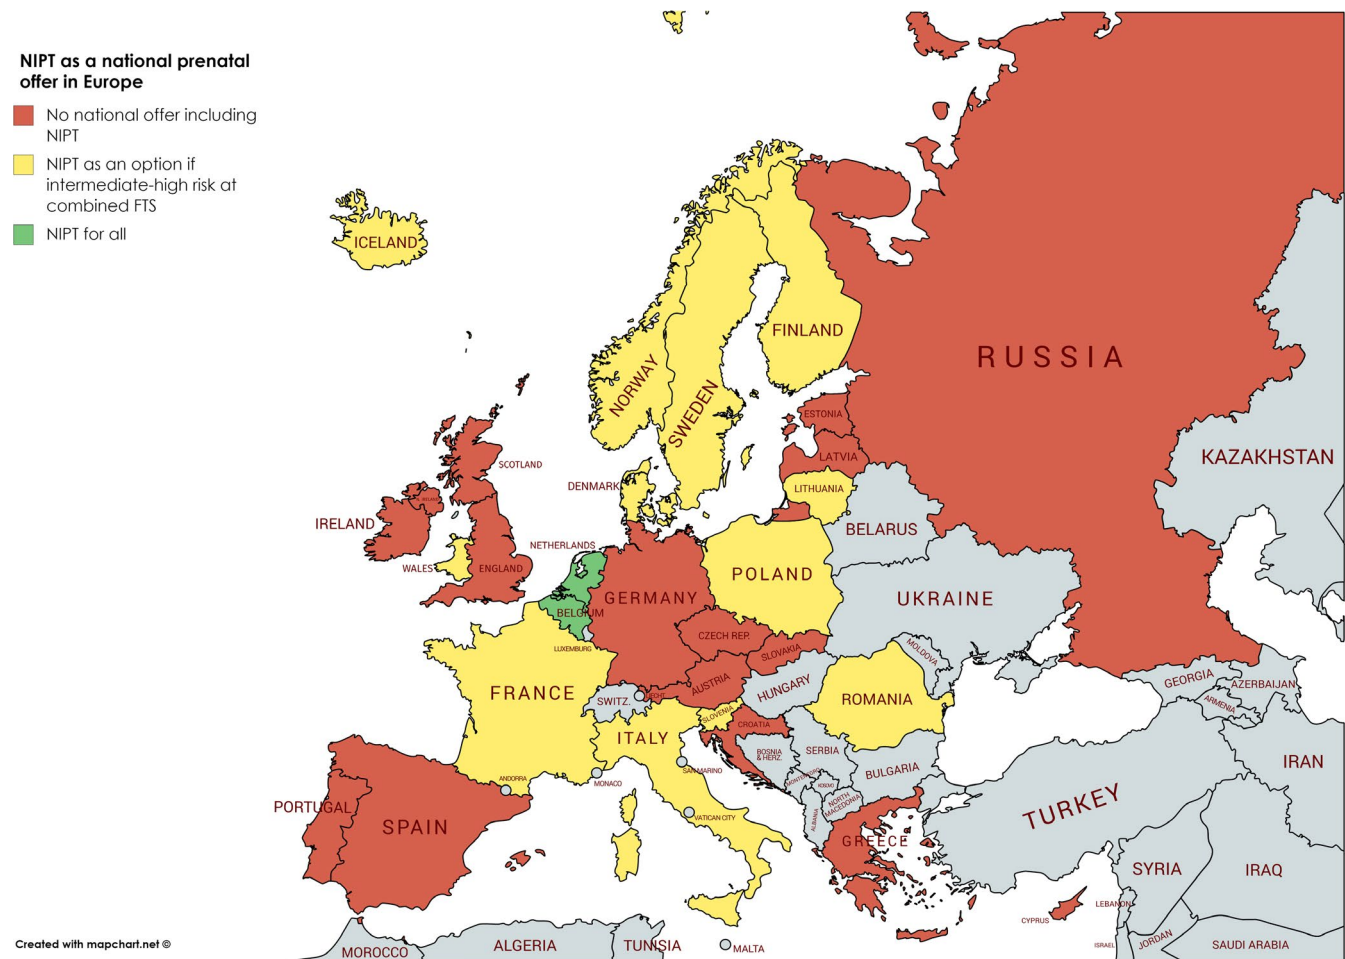 NIPT as a national prenatal
offer in Europe
No national offer including
NIPT
NIPT as an option if
intermediate-high risk at
combined FTS
NIPT for all
ICELAND
NORWAY
SWEDEN
FINLAND
RUSSIA
ESTONIA
LATVIA
LITHUANIA
SCOTLAND
N. IRELAND
IRELAND
WALES
ENGLAND
DENMARK
NETHERLANDS
BELGIUM
LUXEMBURG
GERMANY
POLAND
BELARUS
UKRAINE
KAZAKHSTAN
CZECH REP.
SLOVAKIA
AUSTRIA
LIECHT.
SWITZ.
HUNGARY
MOLDOVA
ROMANIA
FRANCE
SLOVENIA
CROATIA
ITALY
BOSNIA
& HERZ.
SERBIA
MONTENEGRO
KOSOVO
BULGARIA
NORTH
MACEDONIA
ALBANIA
GREECE
SAN MARINO
MONACO
ANDORRA
VATICAN CITY
PORTUGAL
SPAIN
GEORGIA
AZERBAIJAN
ARMENIA
TURKEY
IRAN
SYRIA
IRAQ
LEBANON
CYPRUS
ISRAEL
JORDAN
SAUDI ARABIA
MOROCCO
ALGERIA
TUNISIA
MALTA
Created with mapchart.net ©